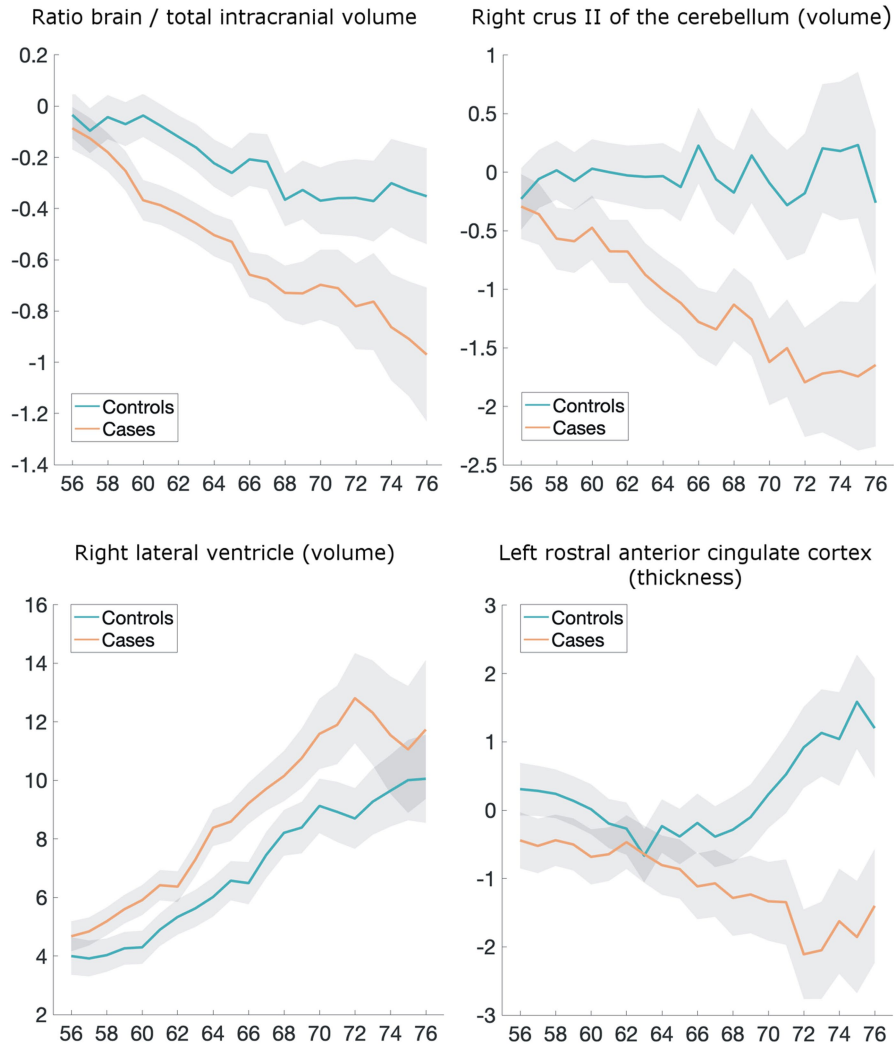 Ratio brain / total intracranial volume
0.2
0
-0.2
-0.4
-0.6
-0.8
-1
-1.2
-1.4
Controls
Cases
56 58 60 62 64 66 68 70 72 74 76
Right crus II of the cerebellum (volume)
1
0.5
0
-0.5
-1
-1.5
-2
-2.5
Controls
Cases
56 58 60 62 64 66 68 70 72 74 76
Right lateral ventricle (volume)
16
14
12
10
8
6
4
2
Controls
Cases
56 58 60 62 64 66 68 70 72 74 76
Left rostral anterior cingulate cortex
(thickness)
3
2
1
0
-1
-2
-3
Controls
Cases
56 58 60 62 64 66 68 70 72 74 76